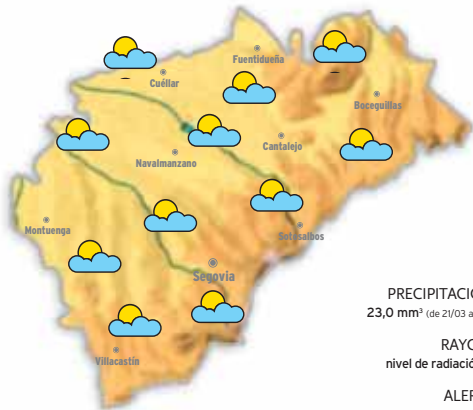 Fuentidueña
Cuéllar
Boceguillas
Cantalejo
Navalmanzano
Montuenga
Sotosalbos
Segovia
PRECIPITACIO
23,0 mm³ (de 21/03 a
RAYO
nivel de radiació
ALER
Villacastín